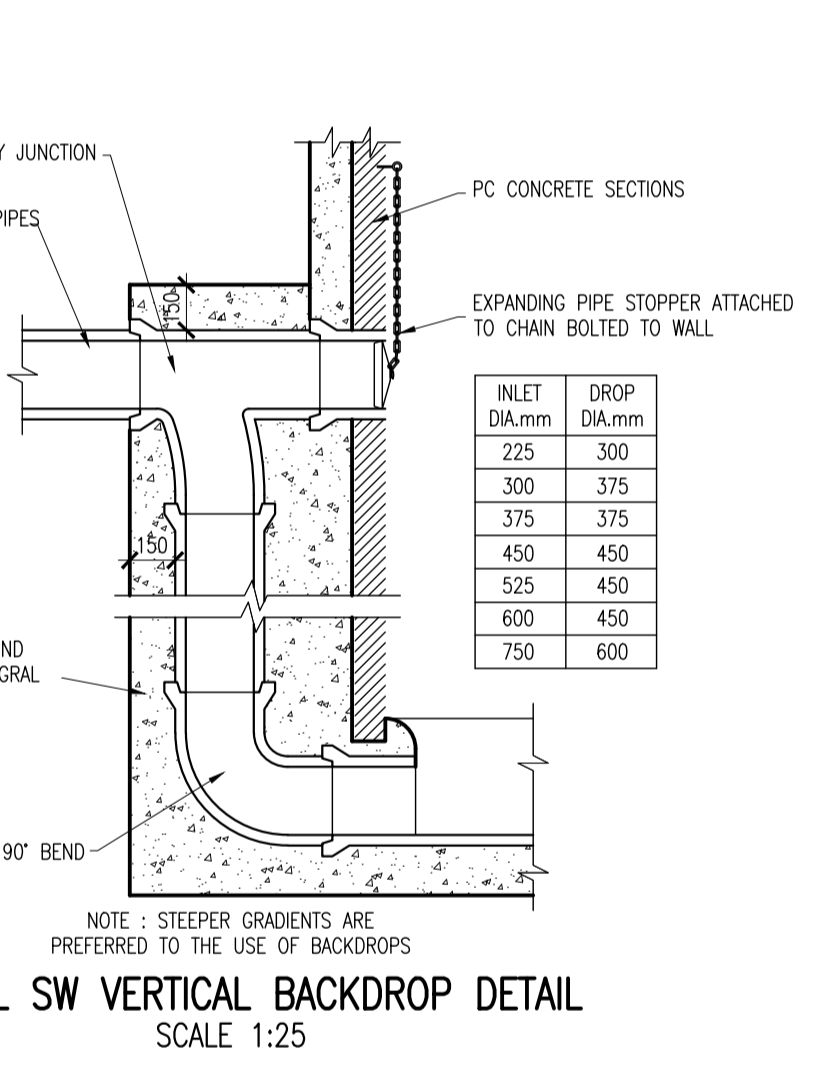 Y JUNCTION
PIPES
150
PC CONCRETE SECTIONS
EXPANDING PIPE STOPPER ATTACHED
TO CHAIN BOLTED TO WALL
INLET DIA.mm DROP DIA.mm
225 300
300 375
375 375
450 450
525 450
600 450
750 600
150
ND
GRAL
90° BEND
NOTE : STEEPER GRADIENTS ARE
PREFERRED TO THE USE OF BACKDROPS
L SW VERTICAL BACKDROP DETAIL
SCALE 1:25